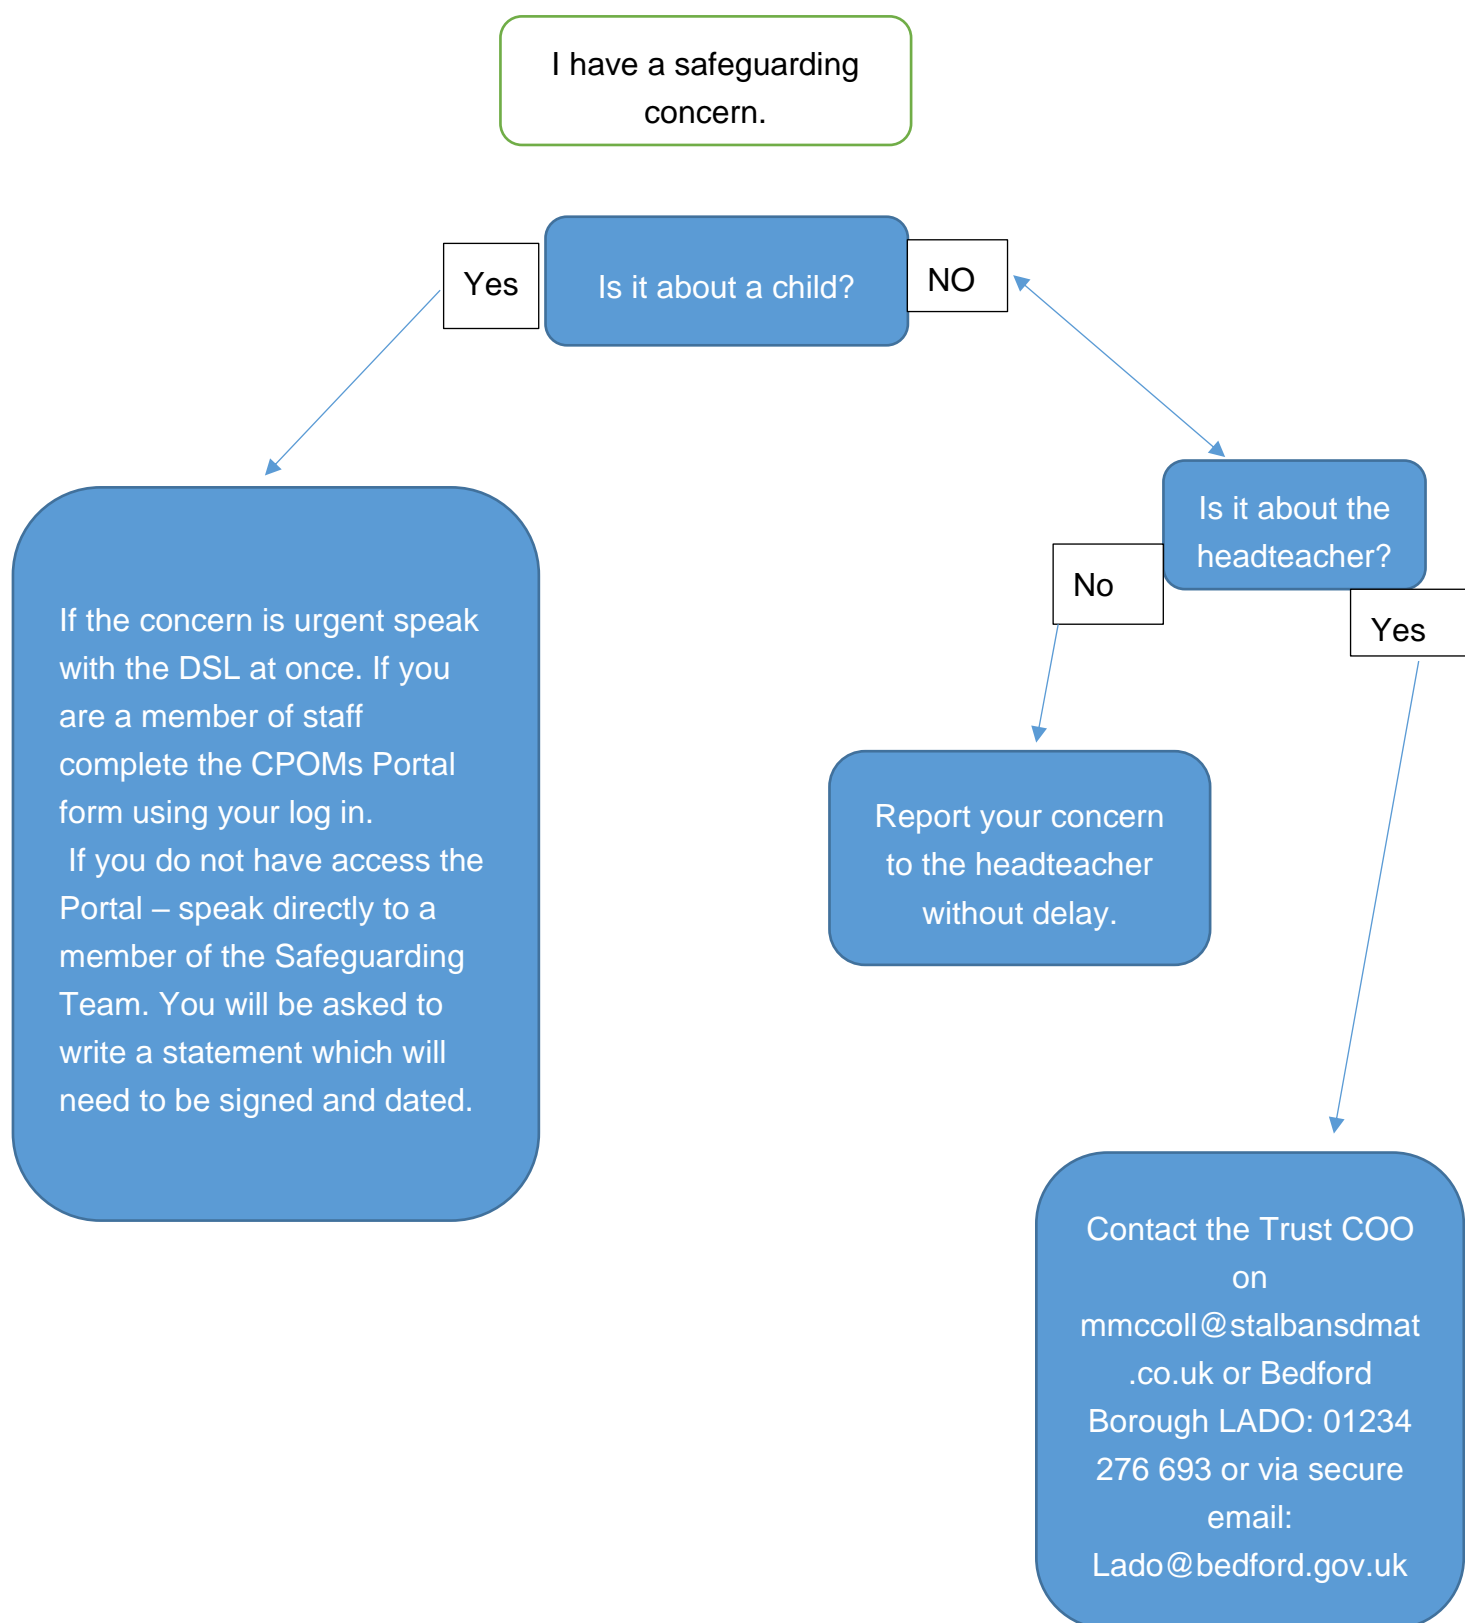 I have a safeguarding
concern.
Yes
Is it about a child?
NO
If the concern is urgent speak
with the DSL at once. If you
are a member of staff
complete the CPOMs Portal
form using your log in.
If you do not have access the
Portal – speak directly to a
member of the Safeguarding
Team. You will be asked to
write a statement which will
need to be signed and dated.
Is it about the
headteacher?
No
Yes
Report your concern
to the headteacher
without delay.
Contact the Trust COO
on
mmccoll@stalbansdmat
.co.uk or Bedford
Borough LADO: 01234
276 693 or via secure
email:
Lado@bedford.gov.uk